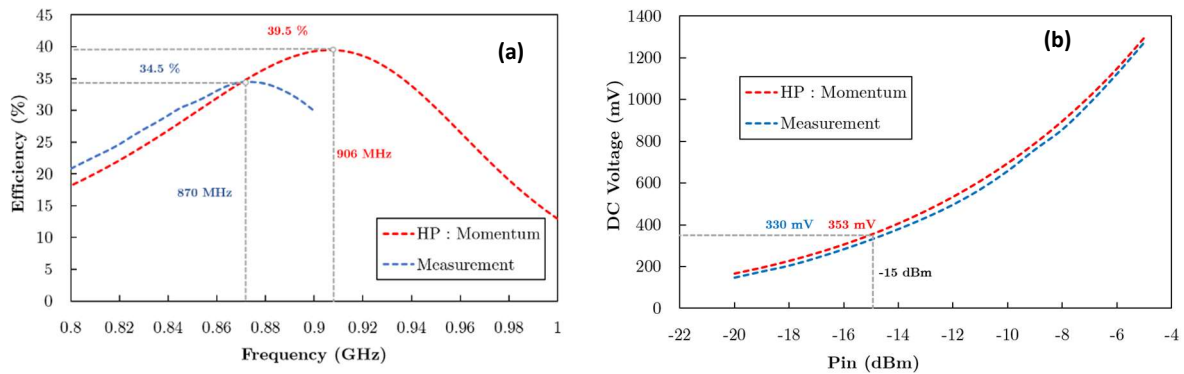 45
40
35
30
25
20
15
10
5
0
Efficiency (%)
39.5 %
34.5 %
(a)
906 MHz
870 MHz
HP : Momentum
Measurement
0.8 0.82 0.84 0.86 0.88 0.9 0.92 0.94 0.96 0.98 1
Frequency (GHz)
1400
1200
1000
800
600
400
200
0
DC Voltage (mV)
(b)
HP : Momentum
Measurement
330 mV 353 mV
-15 dBm
-22 -20 -18 -16 -14 -12 -10 -8 -6 -4
Pin (dBm)